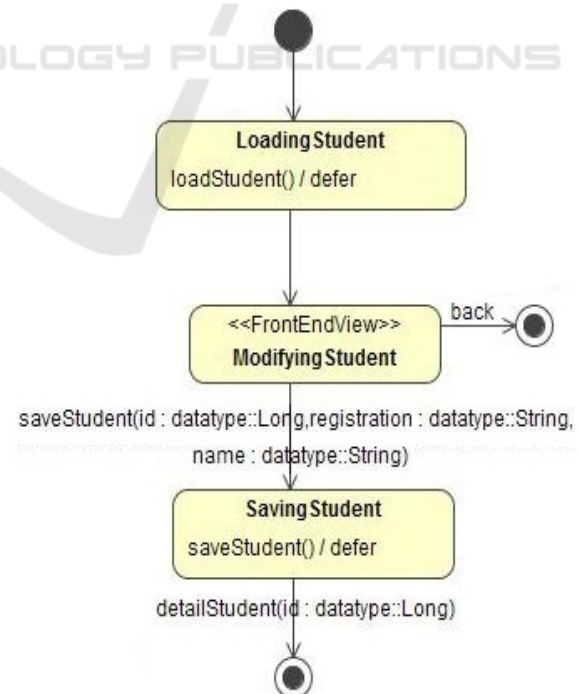 OLOGY PUBLICATIONS
LoadingStudent
loadStudent() / defer
<<FrontEndView>>
ModifyingStudent
back
saveStudent(id : datatype::Long,registration : datatype::String,
name : datatype::String)
SavingStudent
saveStudent() / defer
detailStudent(id : datatype::Long)